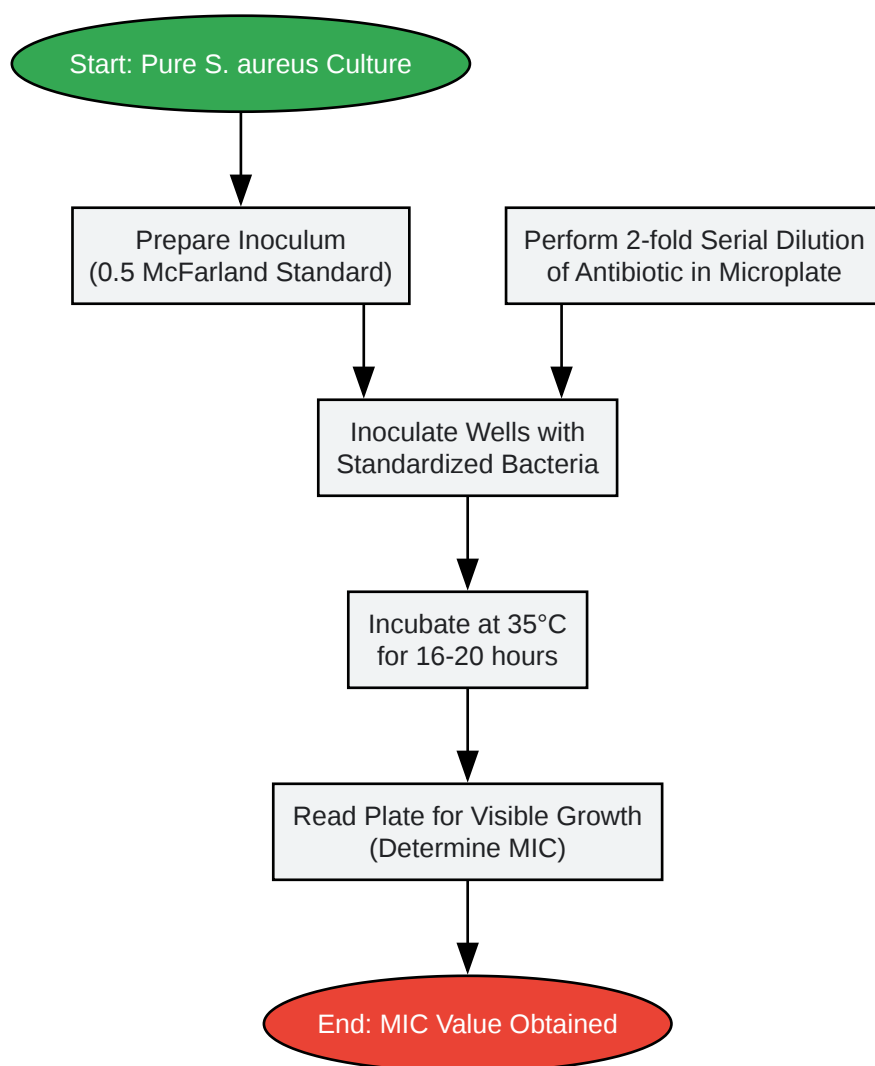 Start: Pure S. aureus Culture
Prepare Inoculum
(0.5 McFarland Standard)
Perform 2-fold Serial Dilution
of Antibiotic in Microplate
Inoculate Wells with
Standardized Bacteria
Incubate at 35°C
for 16-20 hours
Read Plate for Visible Growth
(Determine MIC)
End: MIC Value Obtained